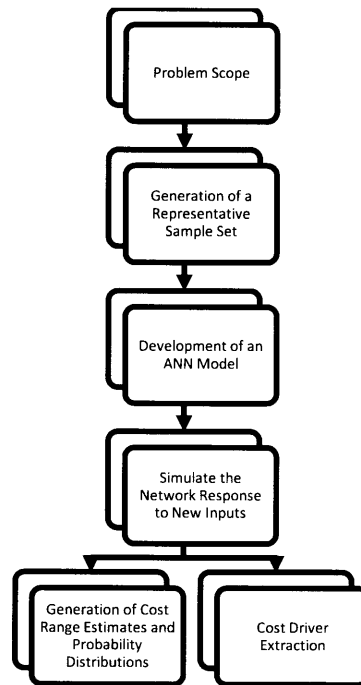 Problem Scope
Generation of a
Representative
Sample Set
Development of an
ANN Model
Simulate the
Network Response
to New Inputs
Generation of Cost
Range Estimates and
Probability
Distributions
Cost Driver
Extraction